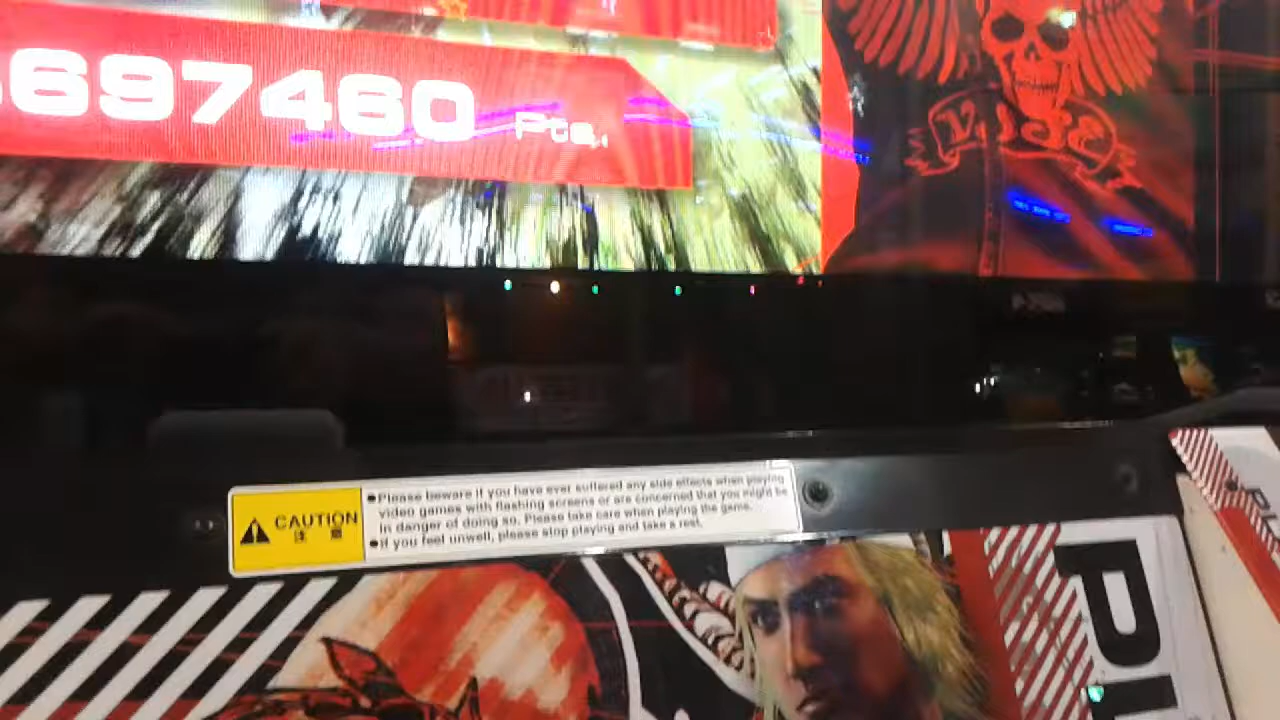 697460 Pts.
VICE
CAUTION
注 意
●Please beware if you have ever suffered any side effects when playing
video games with flashing screens or are concerned that you might be
in danger of doing so. Please take care when playing the game.
●If you feel unwell, please stop playing and take a rest.